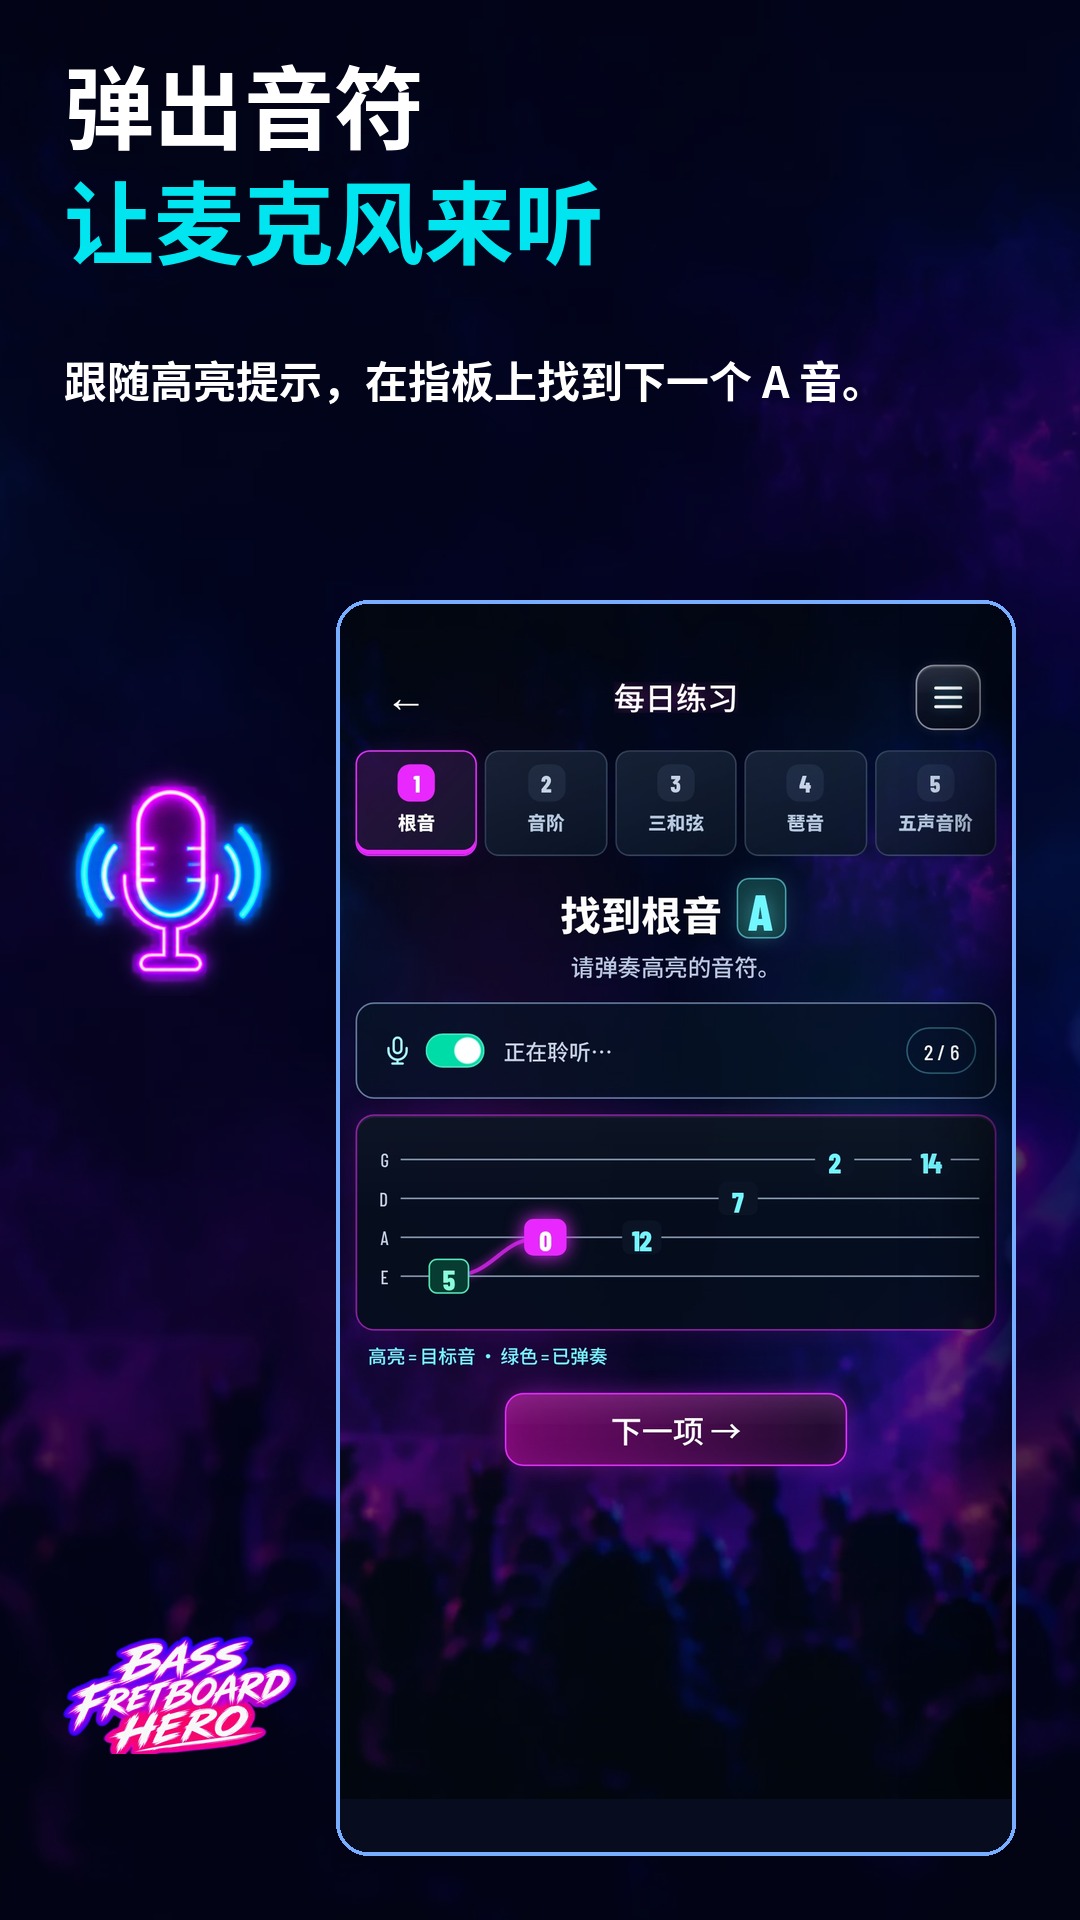 弹出音符
让麦克风来听
跟随高亮提示，在指板上找到下一个 A 音。
← 每日练习
1 2 3 4 5
根音 音阶 三和弦 琶音 五声音阶
找到根音 A
请弹奏高亮的音符。
正在聆听… 2 / 6
G 2 14
D 7
A 0 12
E 5
高亮=目标音 · 绿色=已弹奏
下一项 →
BASS
FRETBOARD
HERO